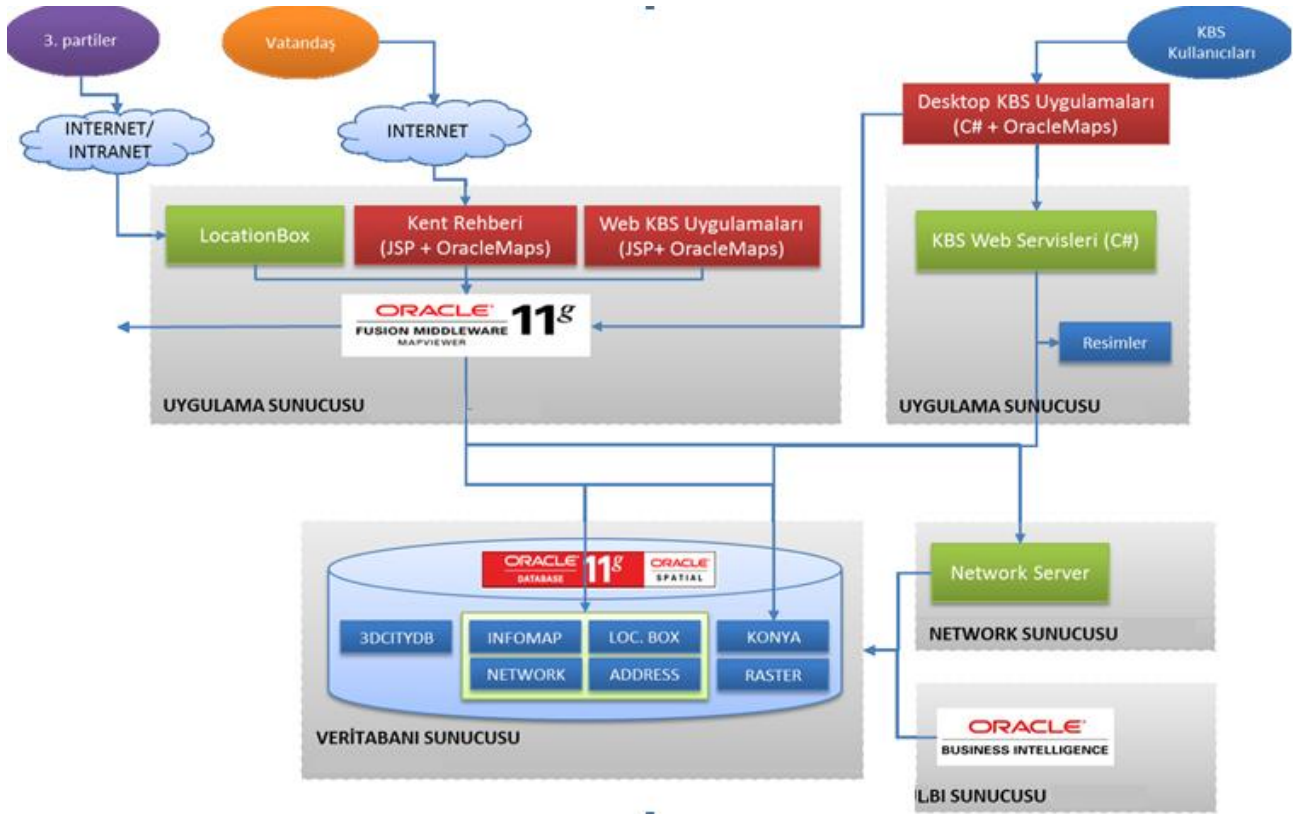 3. partiler
Vatandaş
KBS
Kullanıcıları
INTERNET/
INTRANET
INTERNET
Desktop KBS Uygulamaları
(C# + OracleMaps)
LocationBox
Kent Rehberi
(JSP + OracleMaps)
Web KBS Uygulamaları
(JSP+ OracleMaps)
KBS Web Servisleri (C#)
ORACLE
FUSION MIDDLEWARE
MAPVIEWER
11g
Resimler
UYGULAMA SUNUCUSU
UYGULAMA SUNUCUSU
ORACLE
DATABASE
11g
ORACLE
SPATIAL
Network Server
3DCITYDB
INFOMAP
LOC. BOX
KONYA
NETWORK
ADDRESS
RASTER
NETWORK SUNUCUSU
VERİTABANI SUNUCUSU
ORACLE
BUSINESS INTELLIGENCE
BI SUNUCUSU